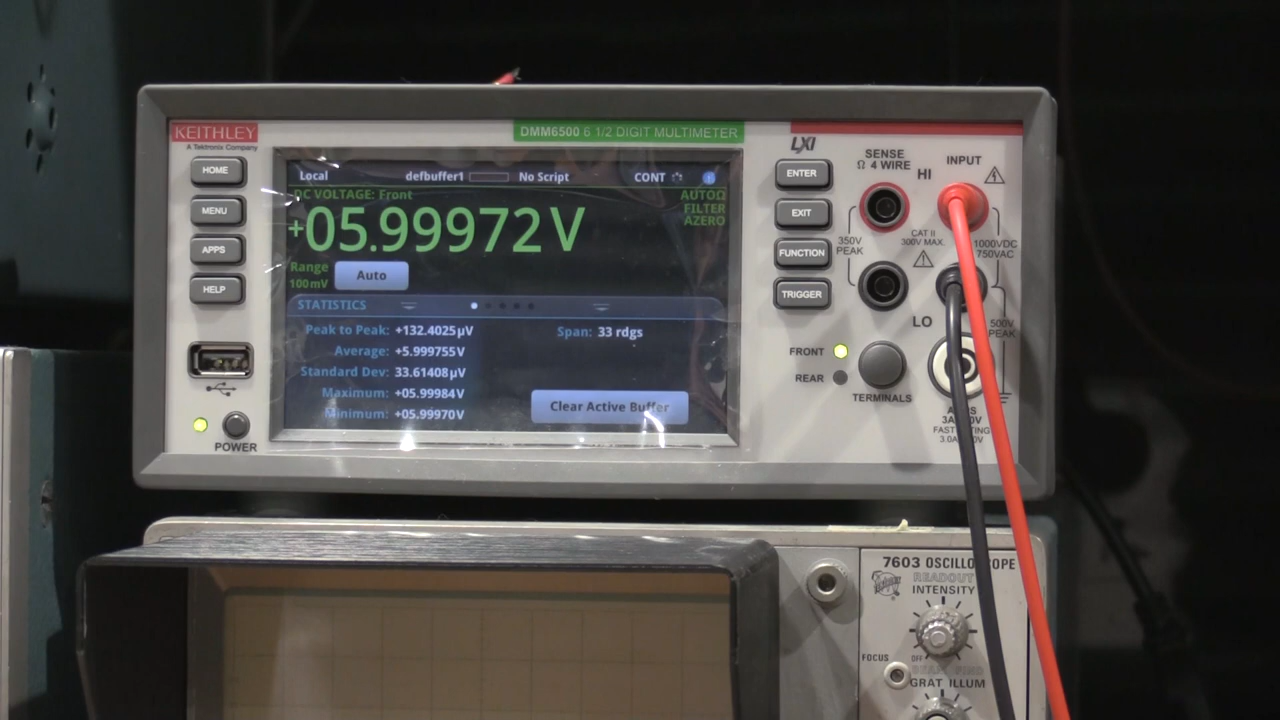 KEITHLEY
A Tektronix Company
DMM6500 6 1/2 DIGIT MULTIMETER
LXI
HOME
MENU
APPS
HELP
POWER
Local defbuffer1 No Script CONT
DC VOLTAGE: Front
AUTOΩ
FILTER
AZERO
+05.99972 V
Range
100mV
Auto
STATISTICS
Peak to Peak: +132.4025µV
Span: 33 rdgs
Average: +5.999755V
Standard Dev: 33.61408µV
Maximum: +05.99984V
Minimum: +05.99970V
Clear Active Buffer
ENTER
EXIT
FUNCTION
TRIGGER
FRONT
REAR
TERMINALS
SENSE
Ω 4 WIRE
INPUT
HI
350V
PEAK
CAT II
300V MAX.
1000VDC
750VAC
LO
500V
PEAK
7603 OSCILLOSCOPE
READOUT
INTENSITY
FOCUS
OFF
BEAM FIND
GRAT ILLUM